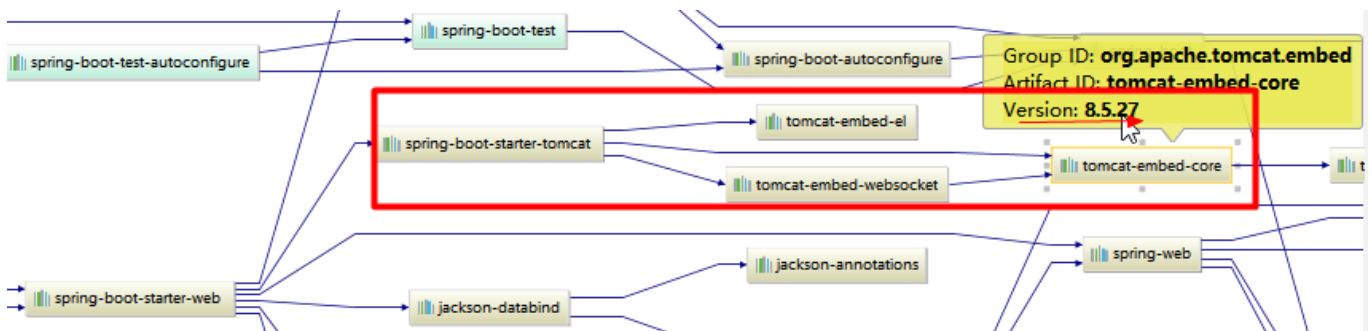 spring-boot-test
spring-boot-test-autoconfigure
spring-boot-autoconfigure
Group ID: org.apache.tomcat.embed
Artifact ID: tomcat-embed-core
Version: 8.5.27
tomcat-embed-el
spring-boot-starter-tomcat
tomcat-embed-core
t
tomcat-embed-websocket
spring-web
jackson-annotations
spring-boot-starter-web
jackson-databind